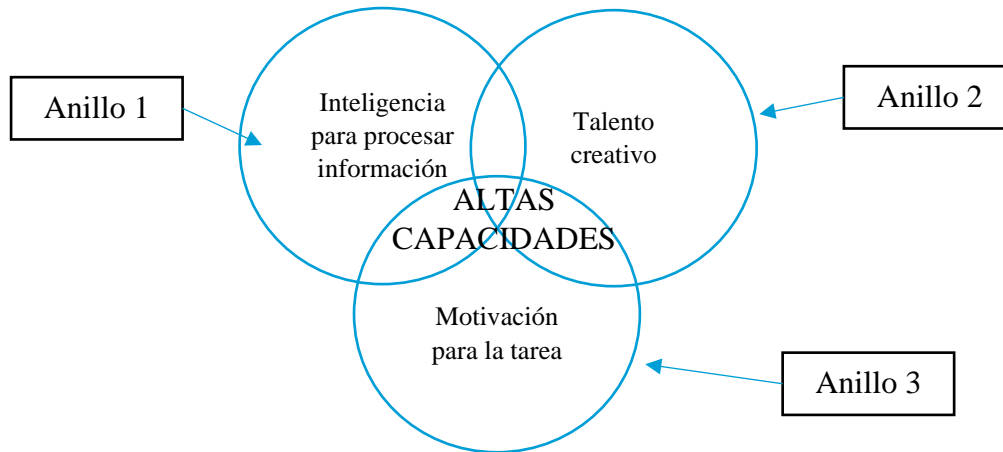 Anillo 1
Inteligencia
para procesar
información
Talento
creativo
Anillo 2
ALTAS
CAPACIDADES
Motivación
para la tarea
Anillo 3